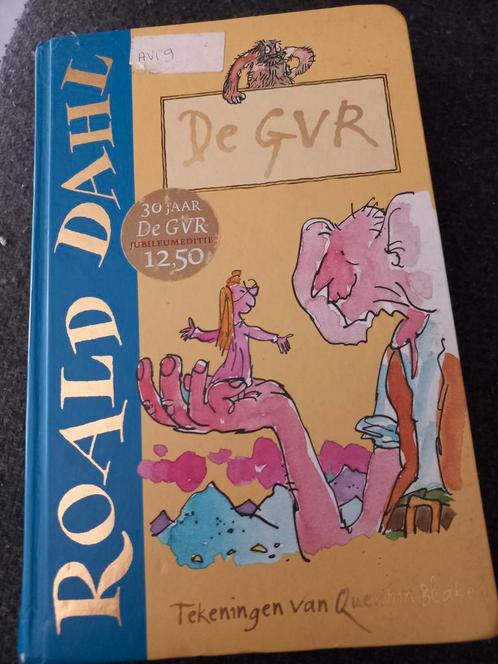 AVI 9
De GVR
ROALD DAHL
30 JAAR
De GVR
JUBILEUMEDITIE
12,50
Tekeningen van Quentin Blake